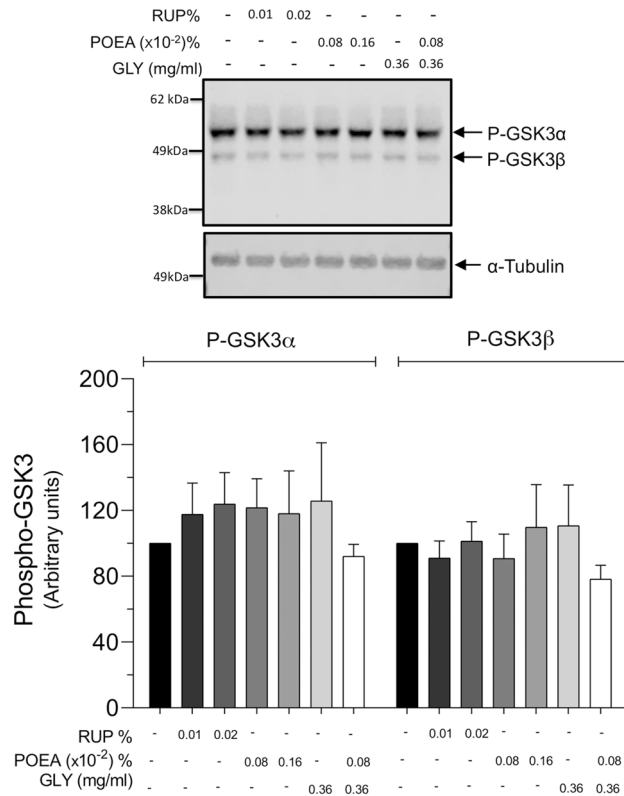 RUP% - 0.01 0.02 - - - -
POEA (x10-2)% - - - 0.08 0.16 - 0.08
GLY (mg/ml) - - - - - 0.36 0.36
62 kDa
P-GSK3α
49kDa
P-GSK3β
38kDa
α-Tubulin
49kDa
P-GSK3α P-GSK3β
200
160
120
80
40
0
Phospho-GSK3
(Arbitrary units)
RUP % - 0.01 0.02 - - - - - 0.01 0.02 - - - -
POEA (x10-2) % - - - 0.08 0.16 - 0.08 - - - 0.08 0.16 - 0.08
GLY (mg/ml) - - - - - 0.36 0.36 - - - - - 0.36 0.36